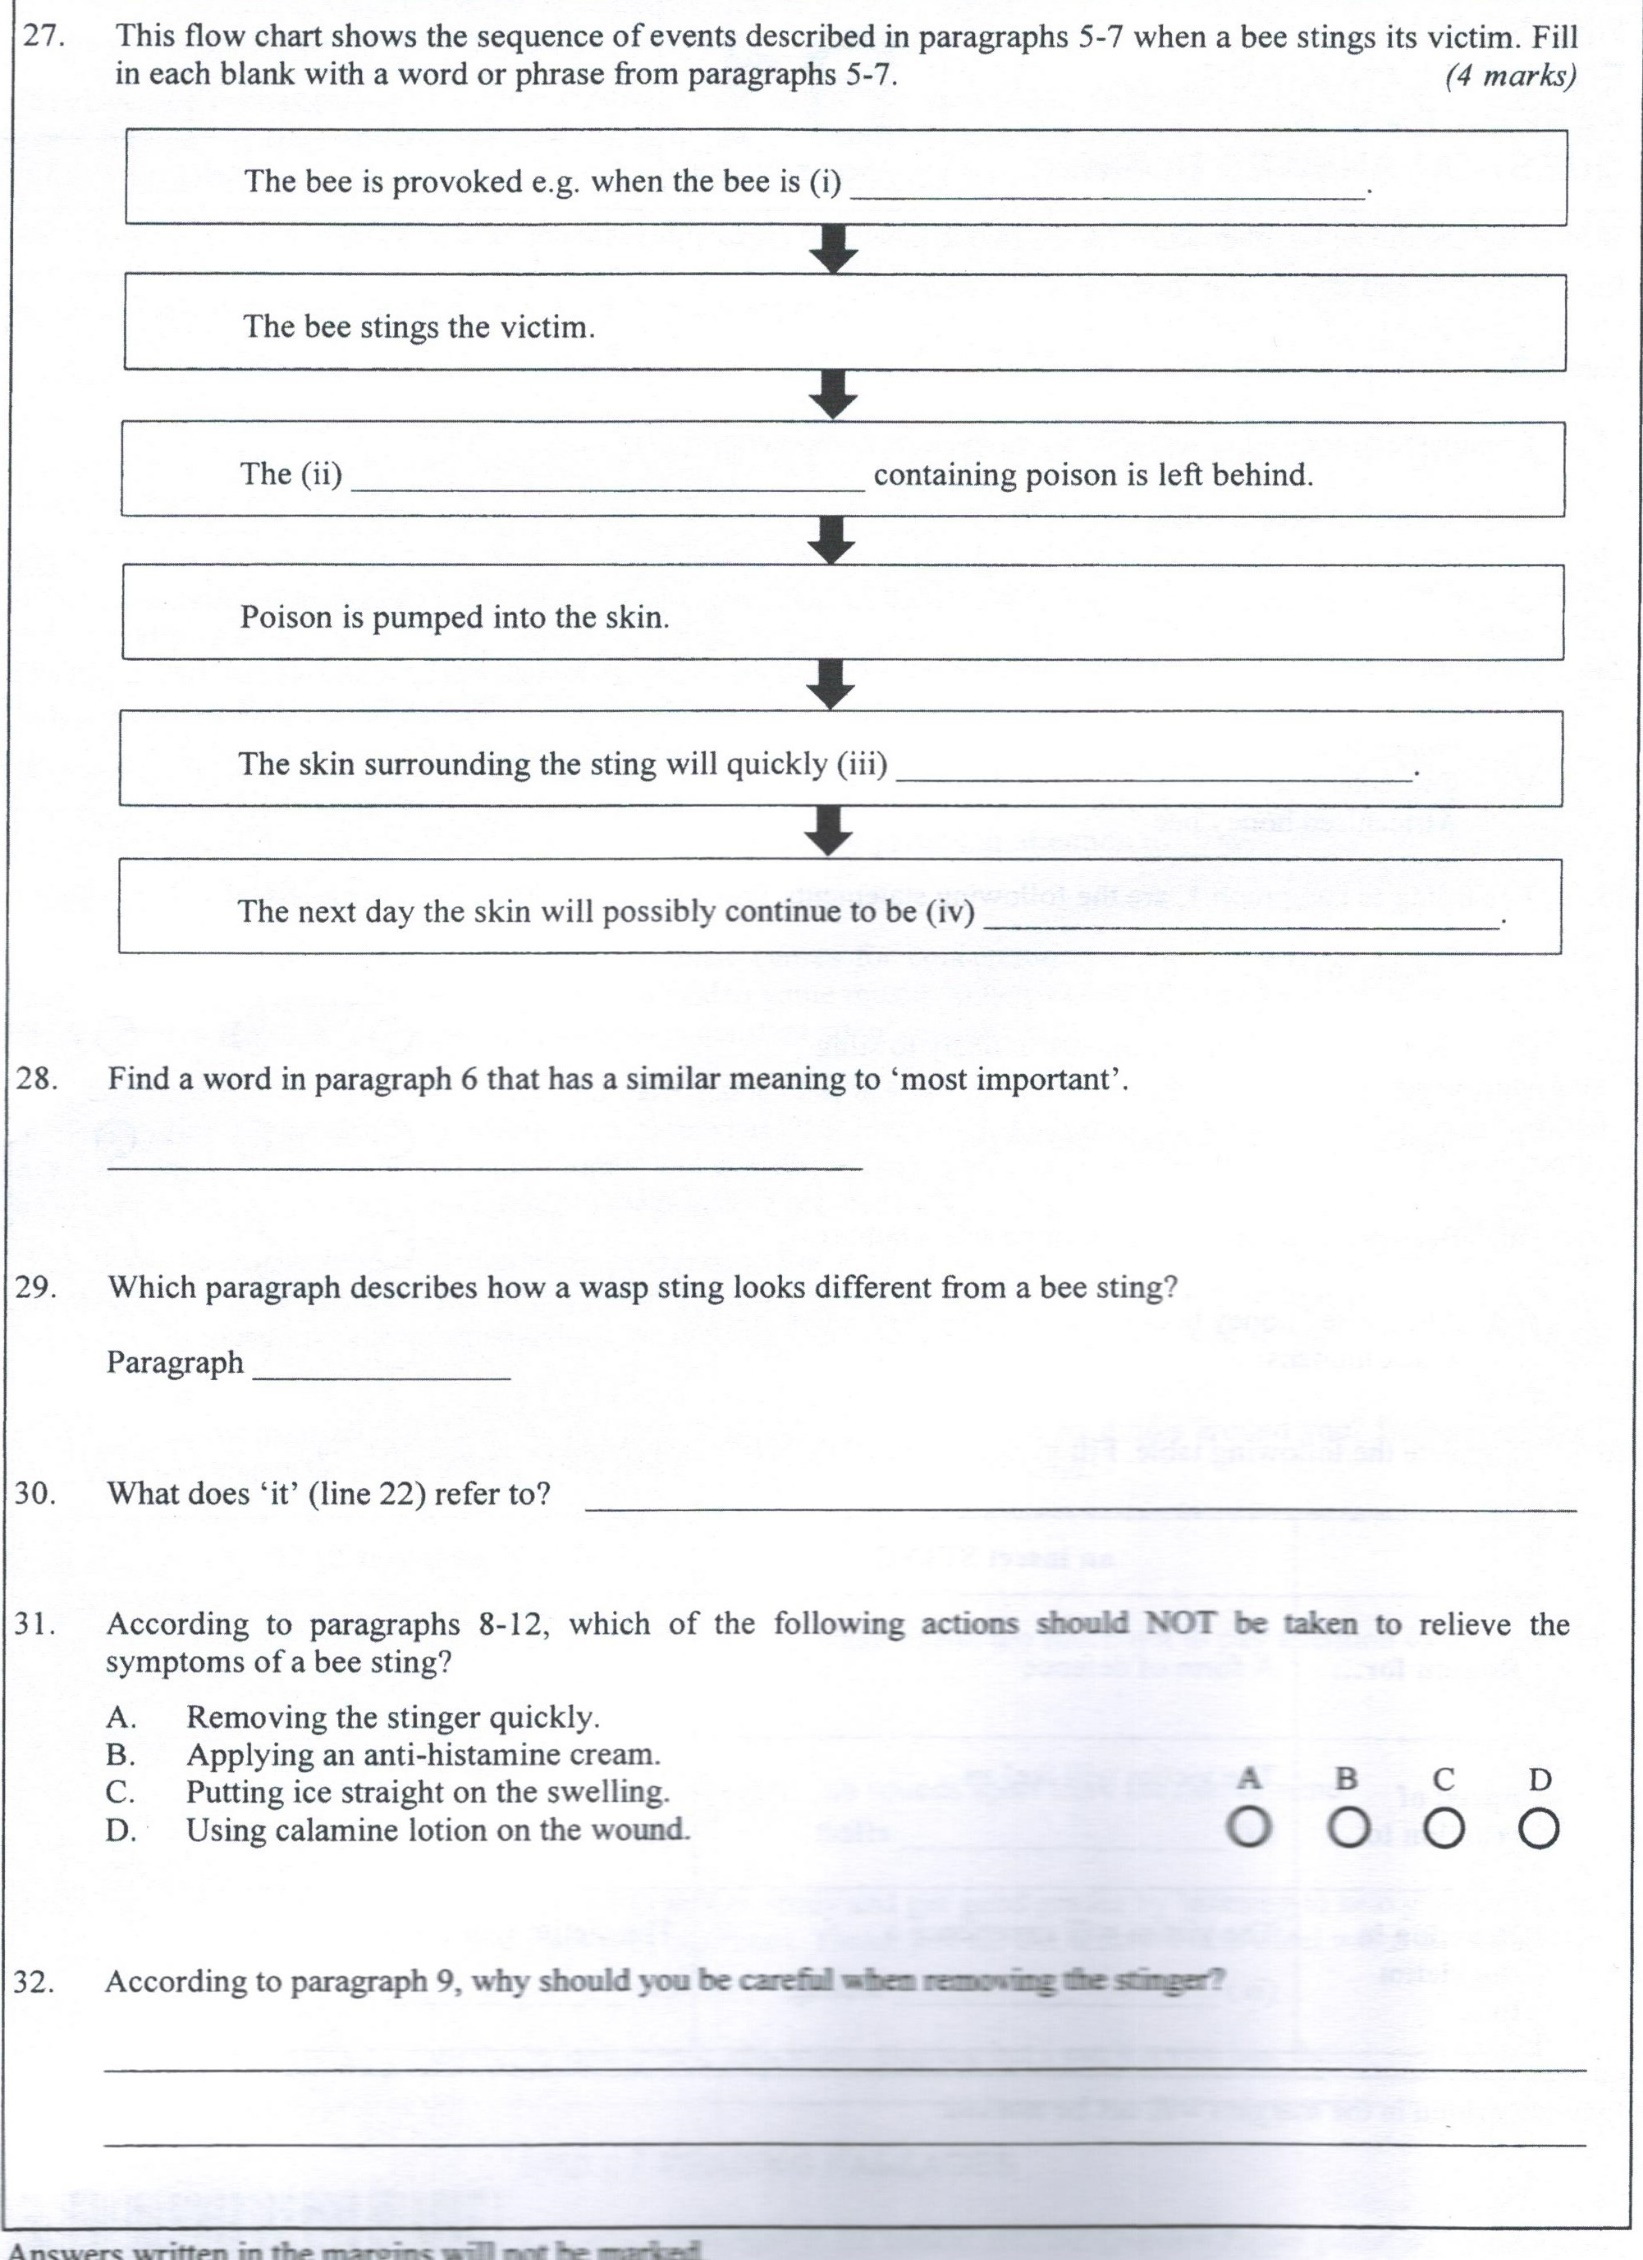 27. This flow chart shows the sequence of events described in paragraphs 5-7 when a bee stings its victim. Fill
in each blank with a word or phrase from paragraphs 5-7. (4 marks)
The bee is provoked e.g. when the bee is (i) ____________________.
The bee stings the victim.
The (ii) ____________________ containing poison is left behind.
Poison is pumped into the skin.
The skin surrounding the sting will quickly (iii) ____________________.
The next day the skin will possibly continue to be (iv) ____________________.
28. Find a word in paragraph 6 that has a similar meaning to ‘most important’.
29. Which paragraph describes how a wasp sting looks different from a bee sting?
Paragraph ____________
30. What does ‘it’ (line 22) refer to? ____________________
31. According to paragraphs 8-12, which of the following actions should NOT be taken to relieve the
symptoms of a bee sting?
A. Removing the stinger quickly.
B. Applying an anti-histamine cream.
C. Putting ice straight on the swelling.
D. Using calamine lotion on the wound.
A B C D
32. According to paragraph 9, why should you be careful when removing the stinger?
Answers written in the margins will not be marked.